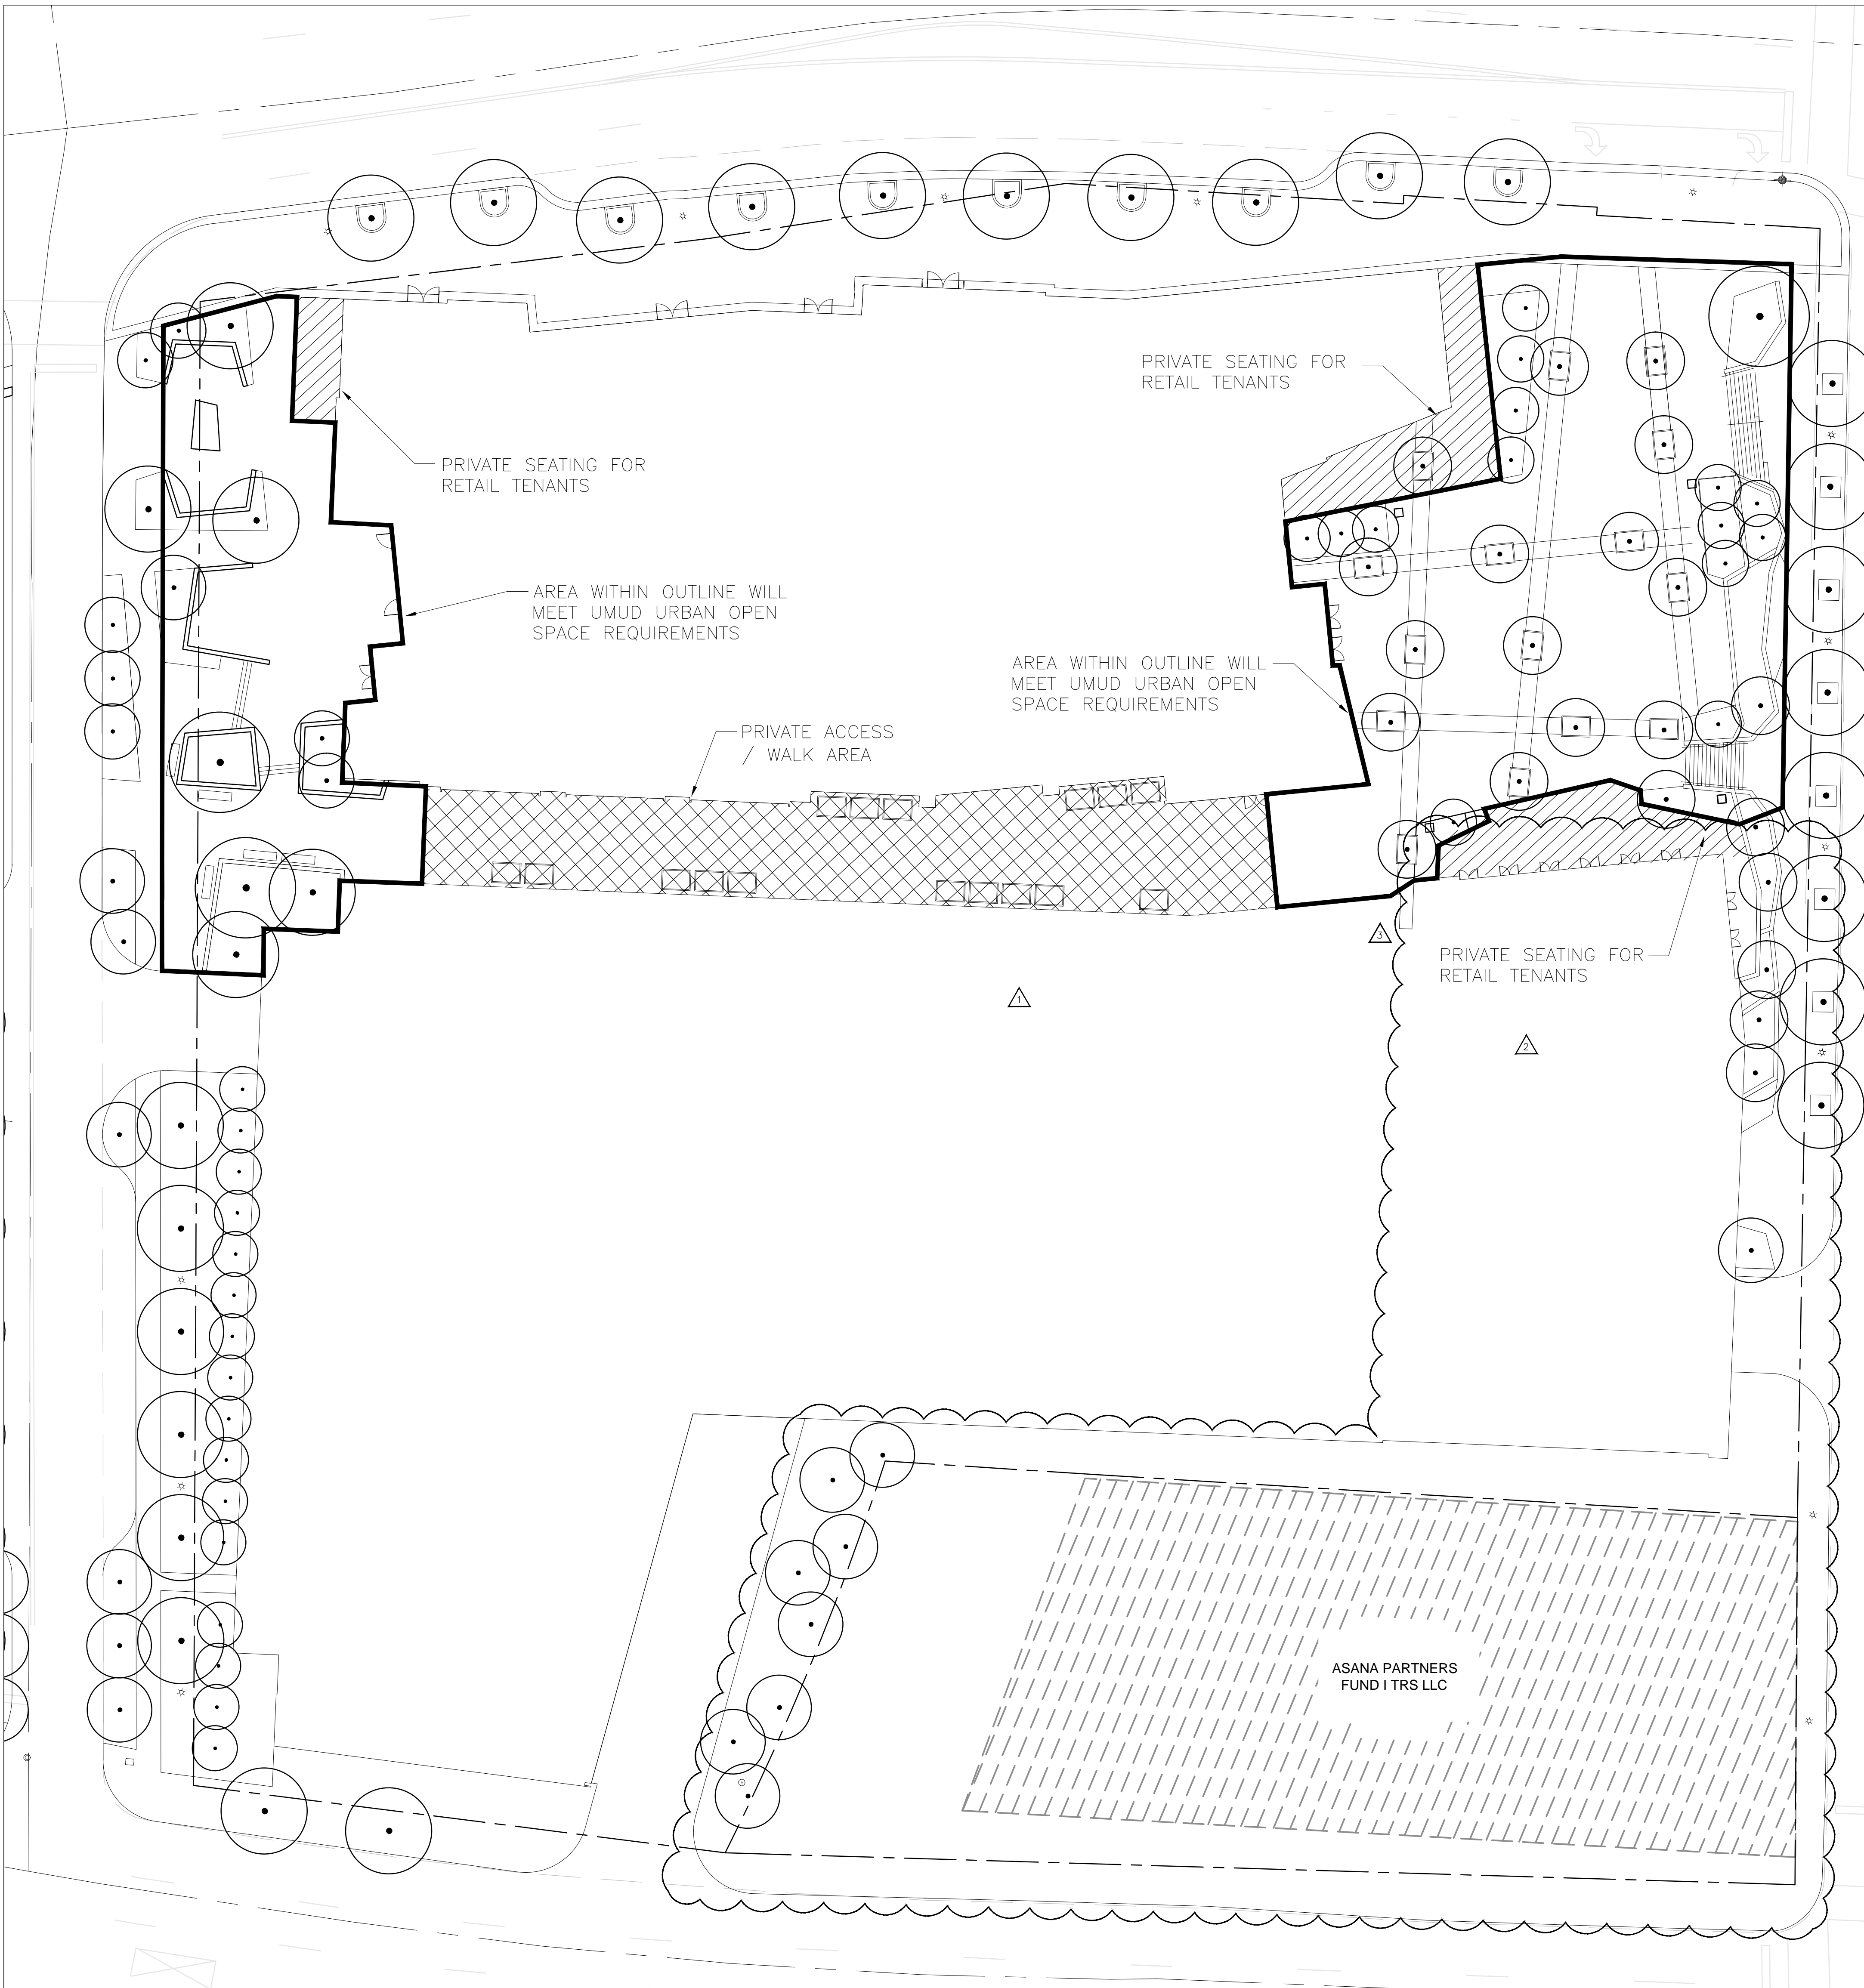 PRIVATE SEATING FOR
RETAIL TENANTS
PRIVATE SEATING FOR
RETAIL TENANTS
AREA WITHIN OUTLINE WILL
MEET UMUD URBAN OPEN
SPACE REQUIREMENTS
AREA WITHIN OUTLINE WILL
MEET UMUD URBAN OPEN
SPACE REQUIREMENTS
PRIVATE ACCESS
/ WALK AREA
3
PRIVATE SEATING FOR
RETAIL TENANTS
1
2
ASANA PARTNERS
FUND I TRS LLC